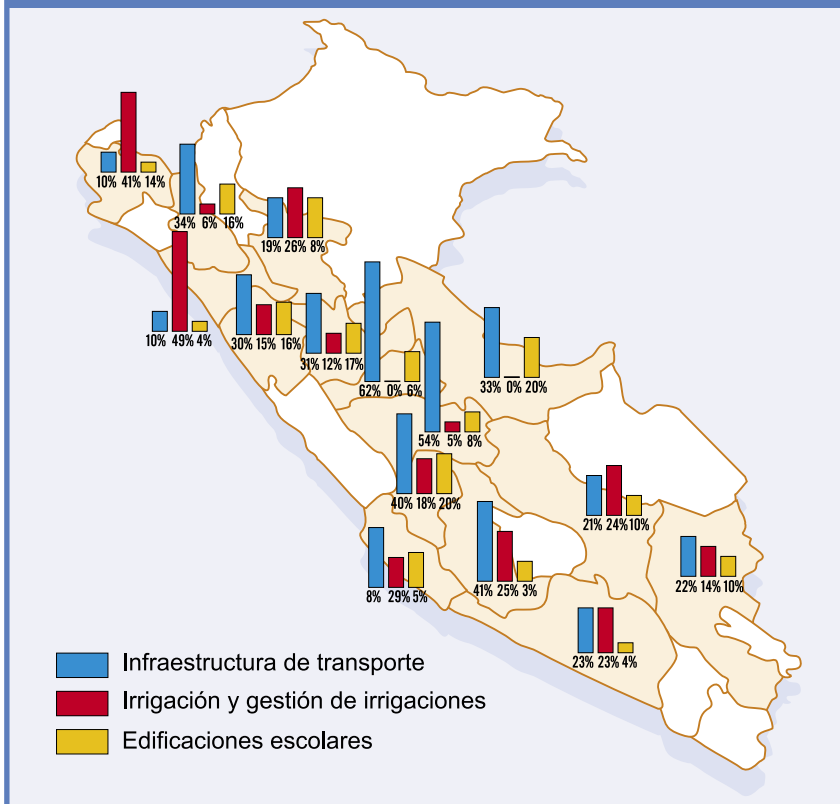 10% 41% 14%
34% 6% 16%
19% 26% 8%
10% 49% 4%
30% 15% 16%
31% 12% 17%
62% 0% 6%
33% 0% 20%
54% 5% 8%
40% 18% 20%
21% 24% 10%
41% 25% 3%
8% 29% 5%
22% 14% 10%
23% 23% 4%
Infraestructura de transporte
Irrigación y gestión de irrigaciones
Edificaciones escolares